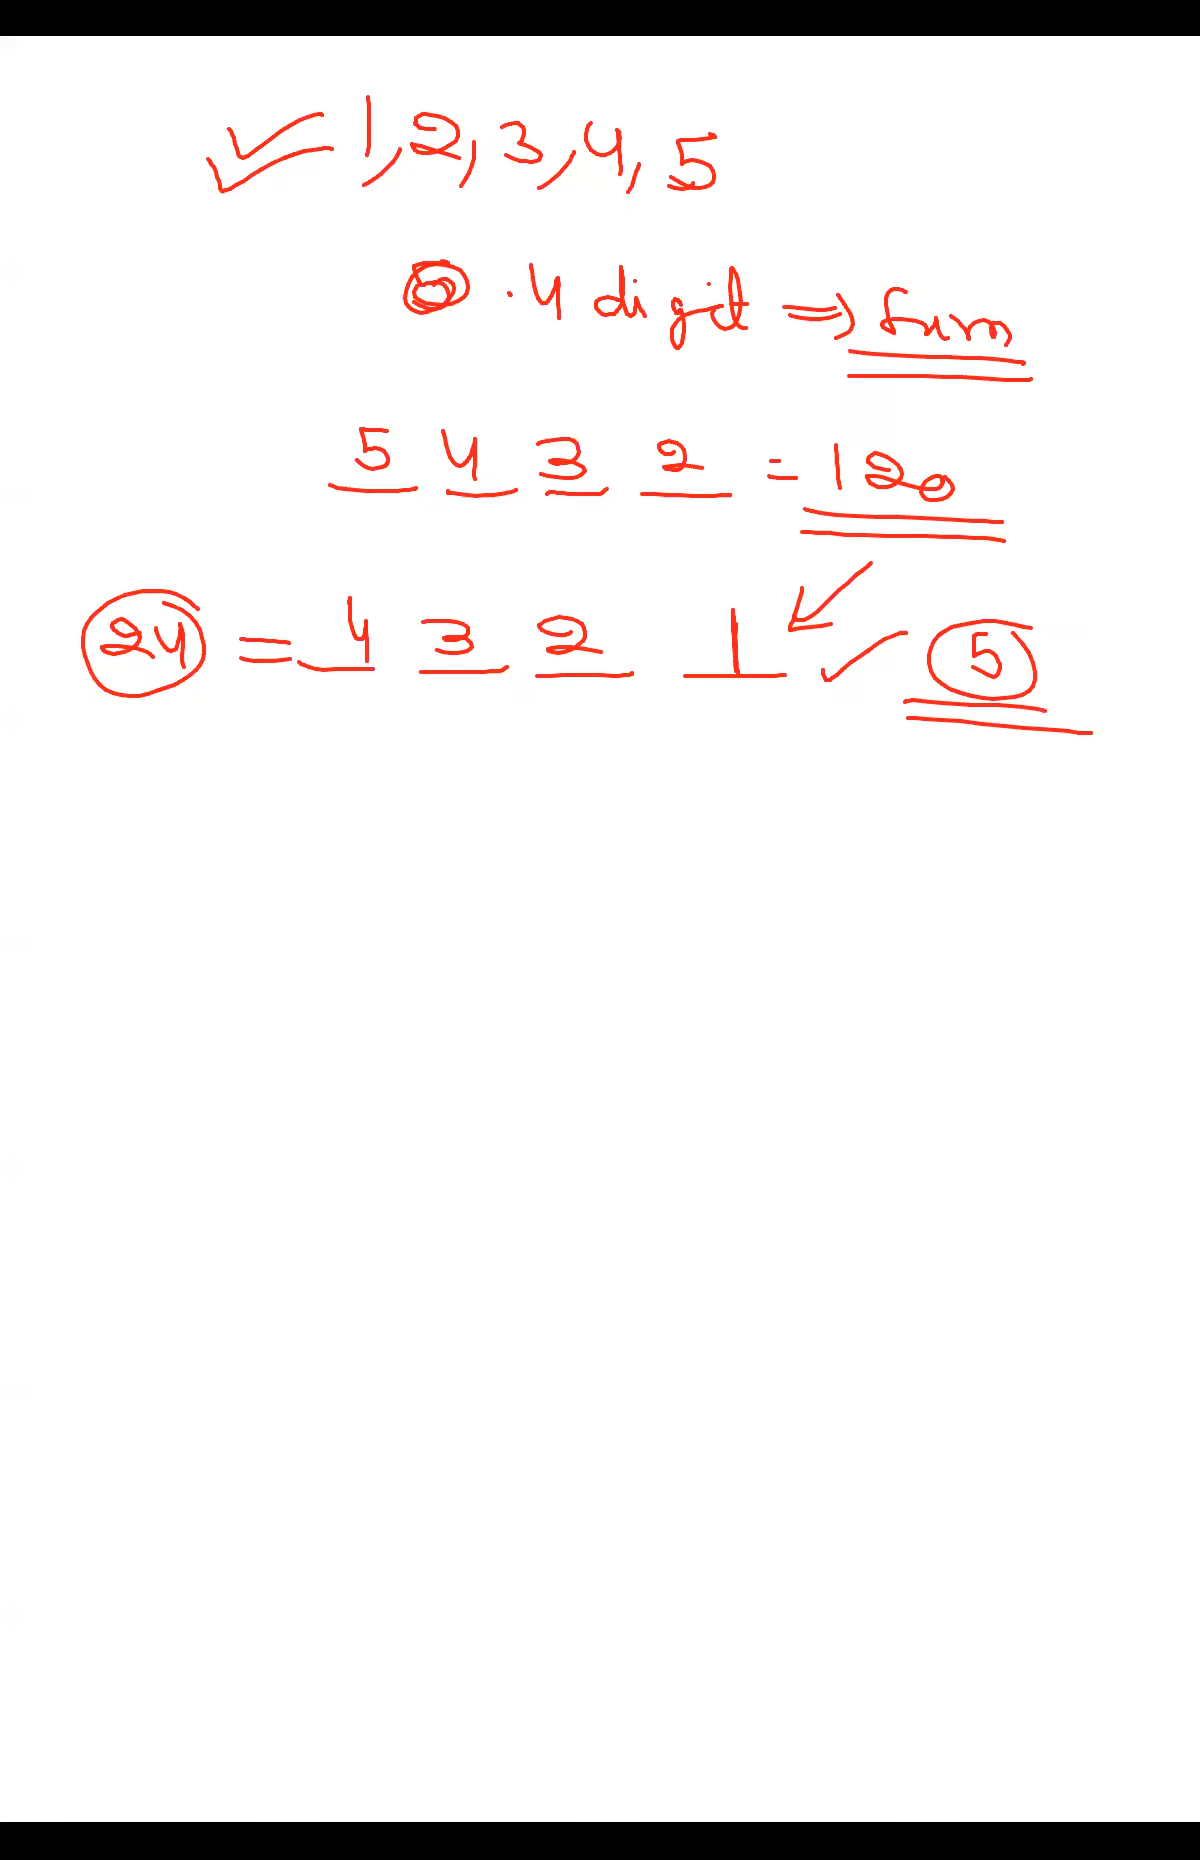 1, 2, 3, 4, 5
. 4 digit ⇒ sum
5 4 3 2 = 120
24 = 4 3 2 1 5